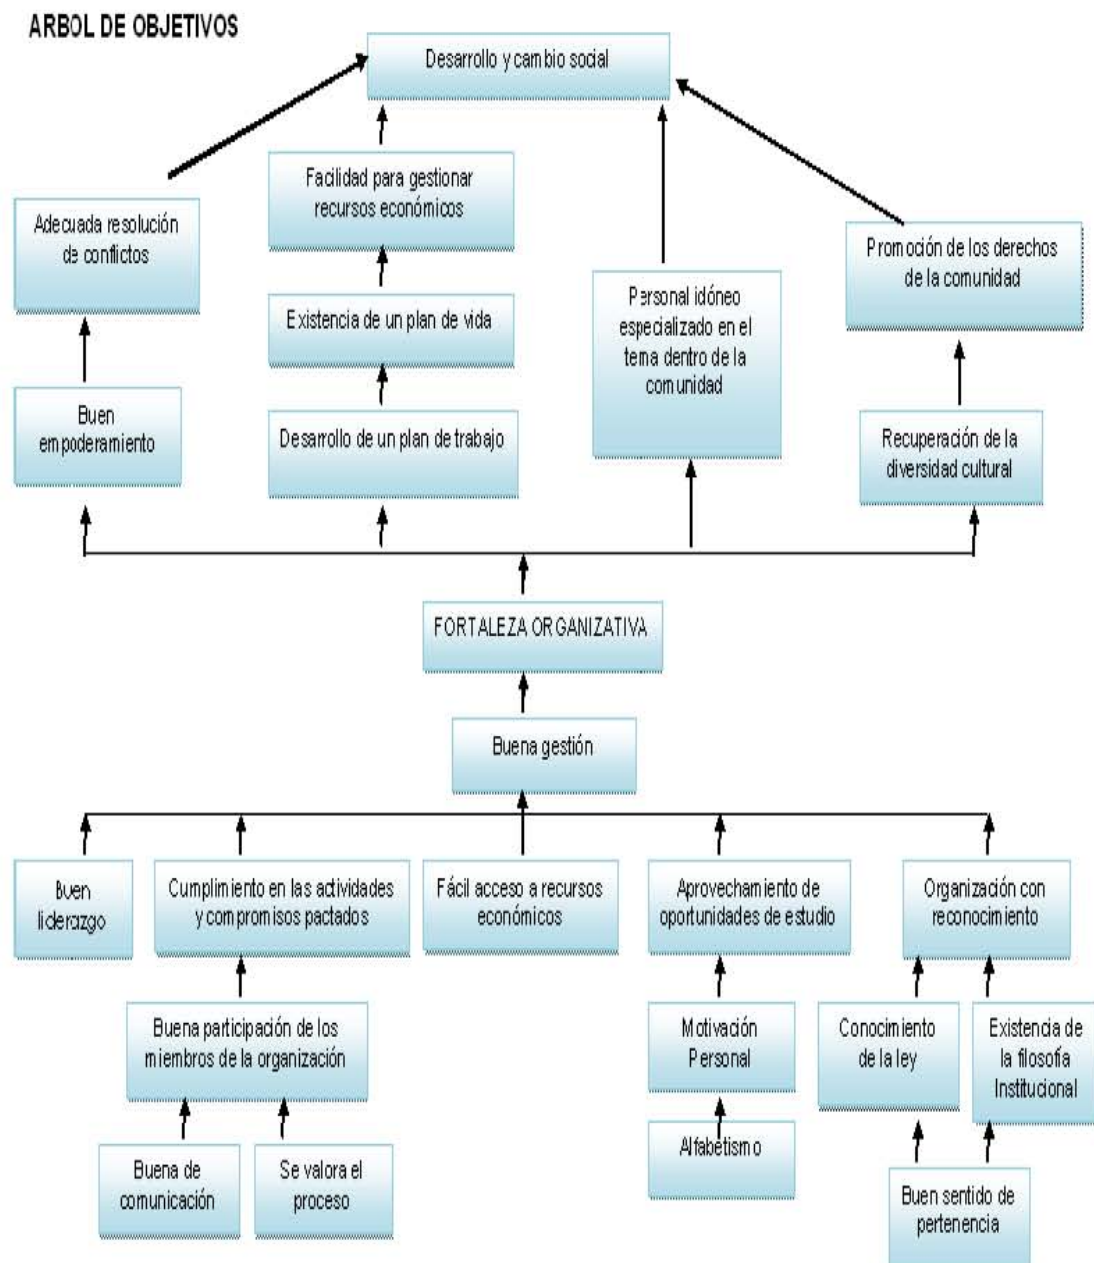 ARBOL DE OBJETIVOS
Desarrollo y cambio social
Adecuada resolución
de conflictos
Facilidad para gestionar
recursos económicos
Personal idóneo
especializado en el
tema dentro de la
comunidad
Promoción de los derechos
de la comunidad
Existencia de un plan de vida
Buen
empoderamiento
Desarrollo de un plan de trabajo
Recuperación de la
diversidad cultural
FORTALEZA ORGANIZATIVA
Buena gestión
Buen
liderazgo
Cumplimiento en las actividades
y compromisos pactados
Fácil acceso a recursos
económicos
Aprovechamiento de
oportunidades de estudio
Organización con
reconocimiento
Buena participación de los
miembros de la organización
Motivación
Personal
Conocimiento
de la ley
Existencia de
la filosofía
Institucional
Buena de
comunicación
Se valora el
proceso
Alfabetismo
Buen sentido de
pertenencia